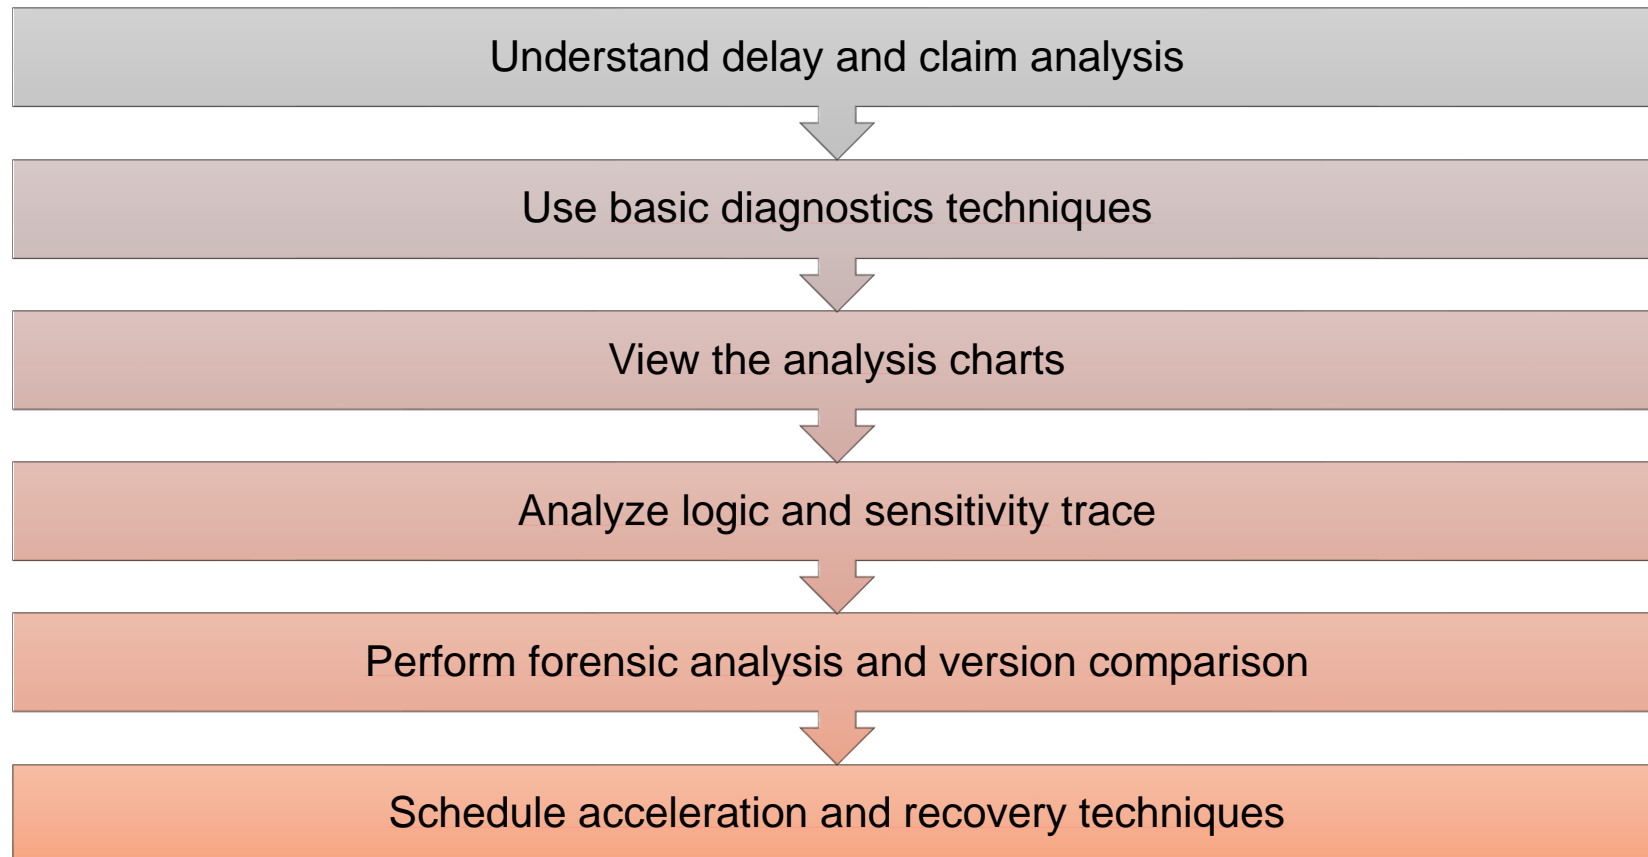 Understand delay and claim analysis
Use basic diagnostics techniques
View the analysis charts
Analyze logic and sensitivity trace
Perform forensic analysis and version comparison
Schedule acceleration and recovery techniques